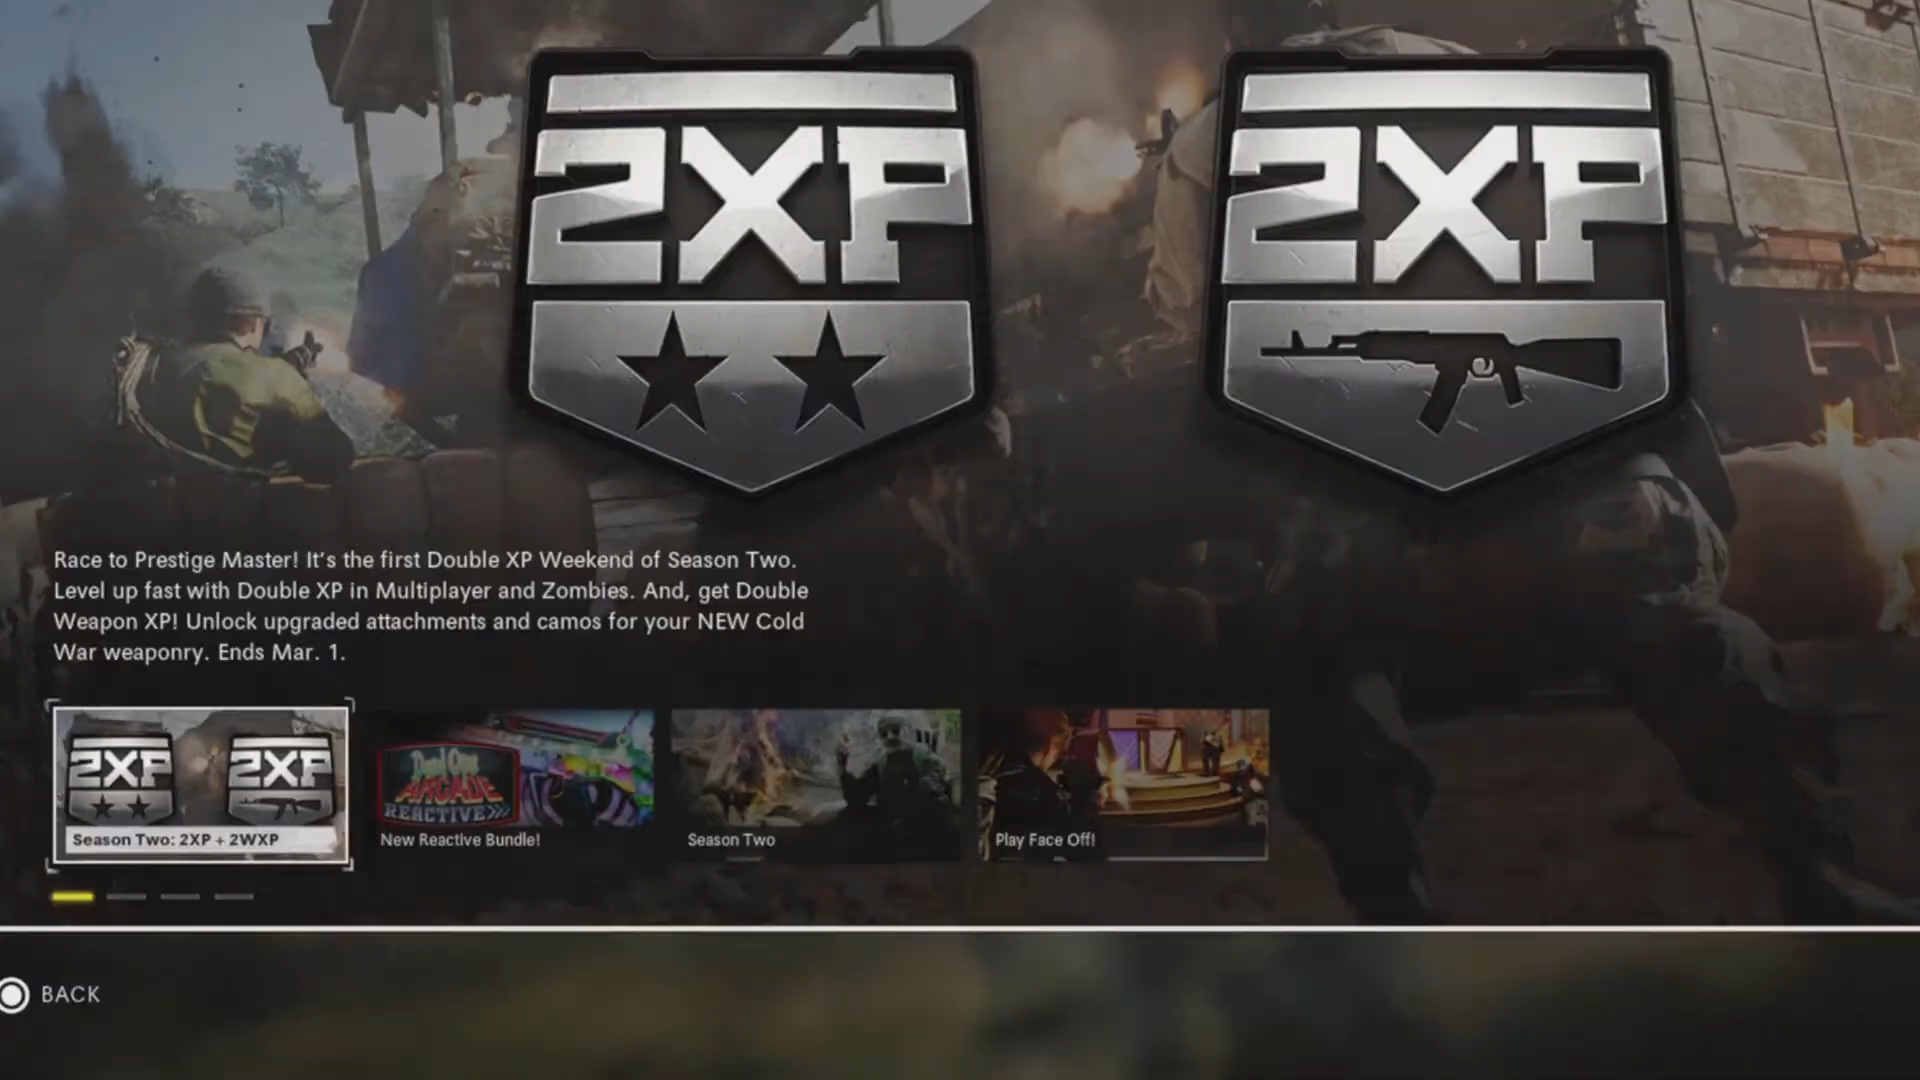 2XP
2XP
Race to Prestige Master! It's the first Double XP Weekend of Season Two.
Level up fast with Double XP in Multiplayer and Zombies. And, get Double
Weapon XP! Unlock upgraded attachments and camos for your NEW Cold
War weaponry. Ends Mar. 1.
2XP
2XP
Season Two: 2XP + 2WXP
Dead Ops
ARCADE
REACTIVE>>>
New Reactive Bundle!
Season Two
Play Face Off!
BACK